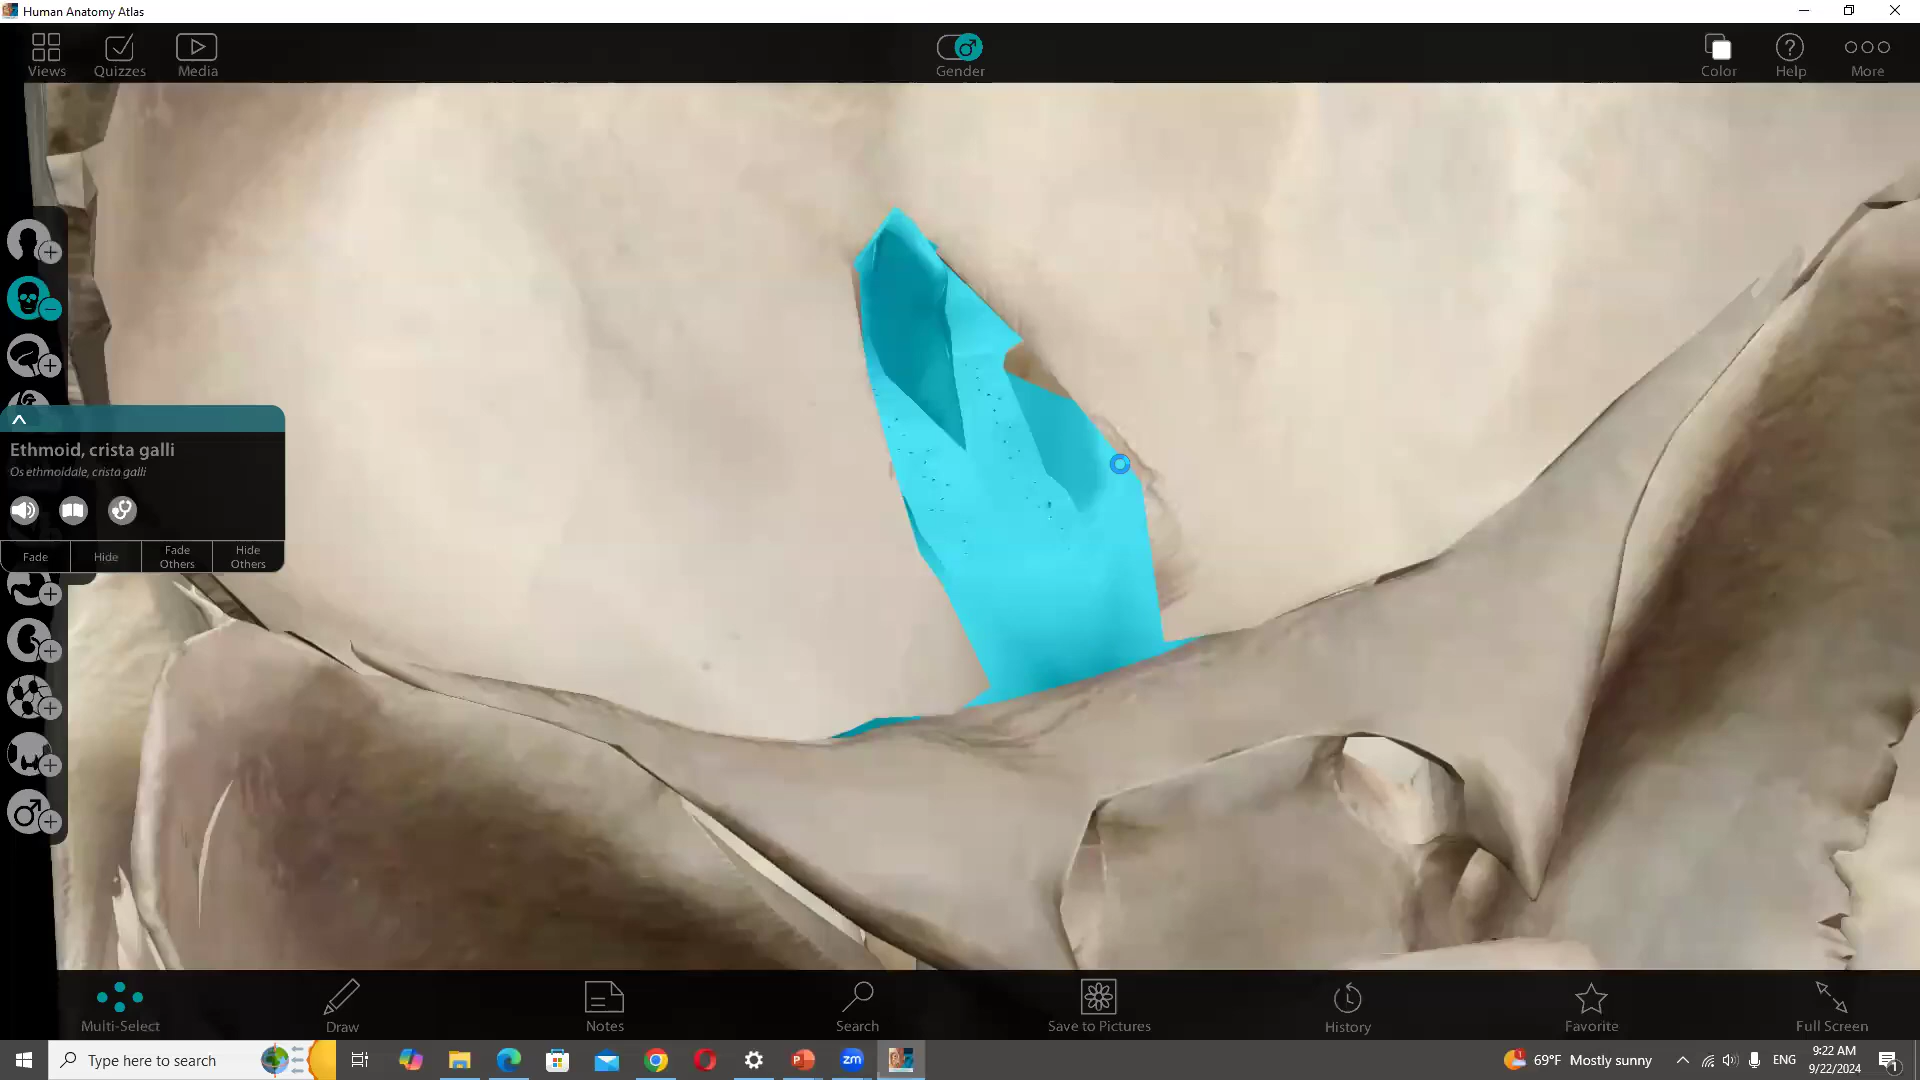 Human Anatomy Atlas
Views
Quizzes
Media
Gender
Color
Help
More
Ethmoid, crista galli
Os ethmoidale, crista galli
Fade
Hide
Fade
Others
Hide
Others
Multi-Select
Draw
Notes
Search
Save to Pictures
History
Favorite
Full Screen
Type here to search
zm
69°F Mostly sunny
ENG
9:22 AM
9/22/2024
1